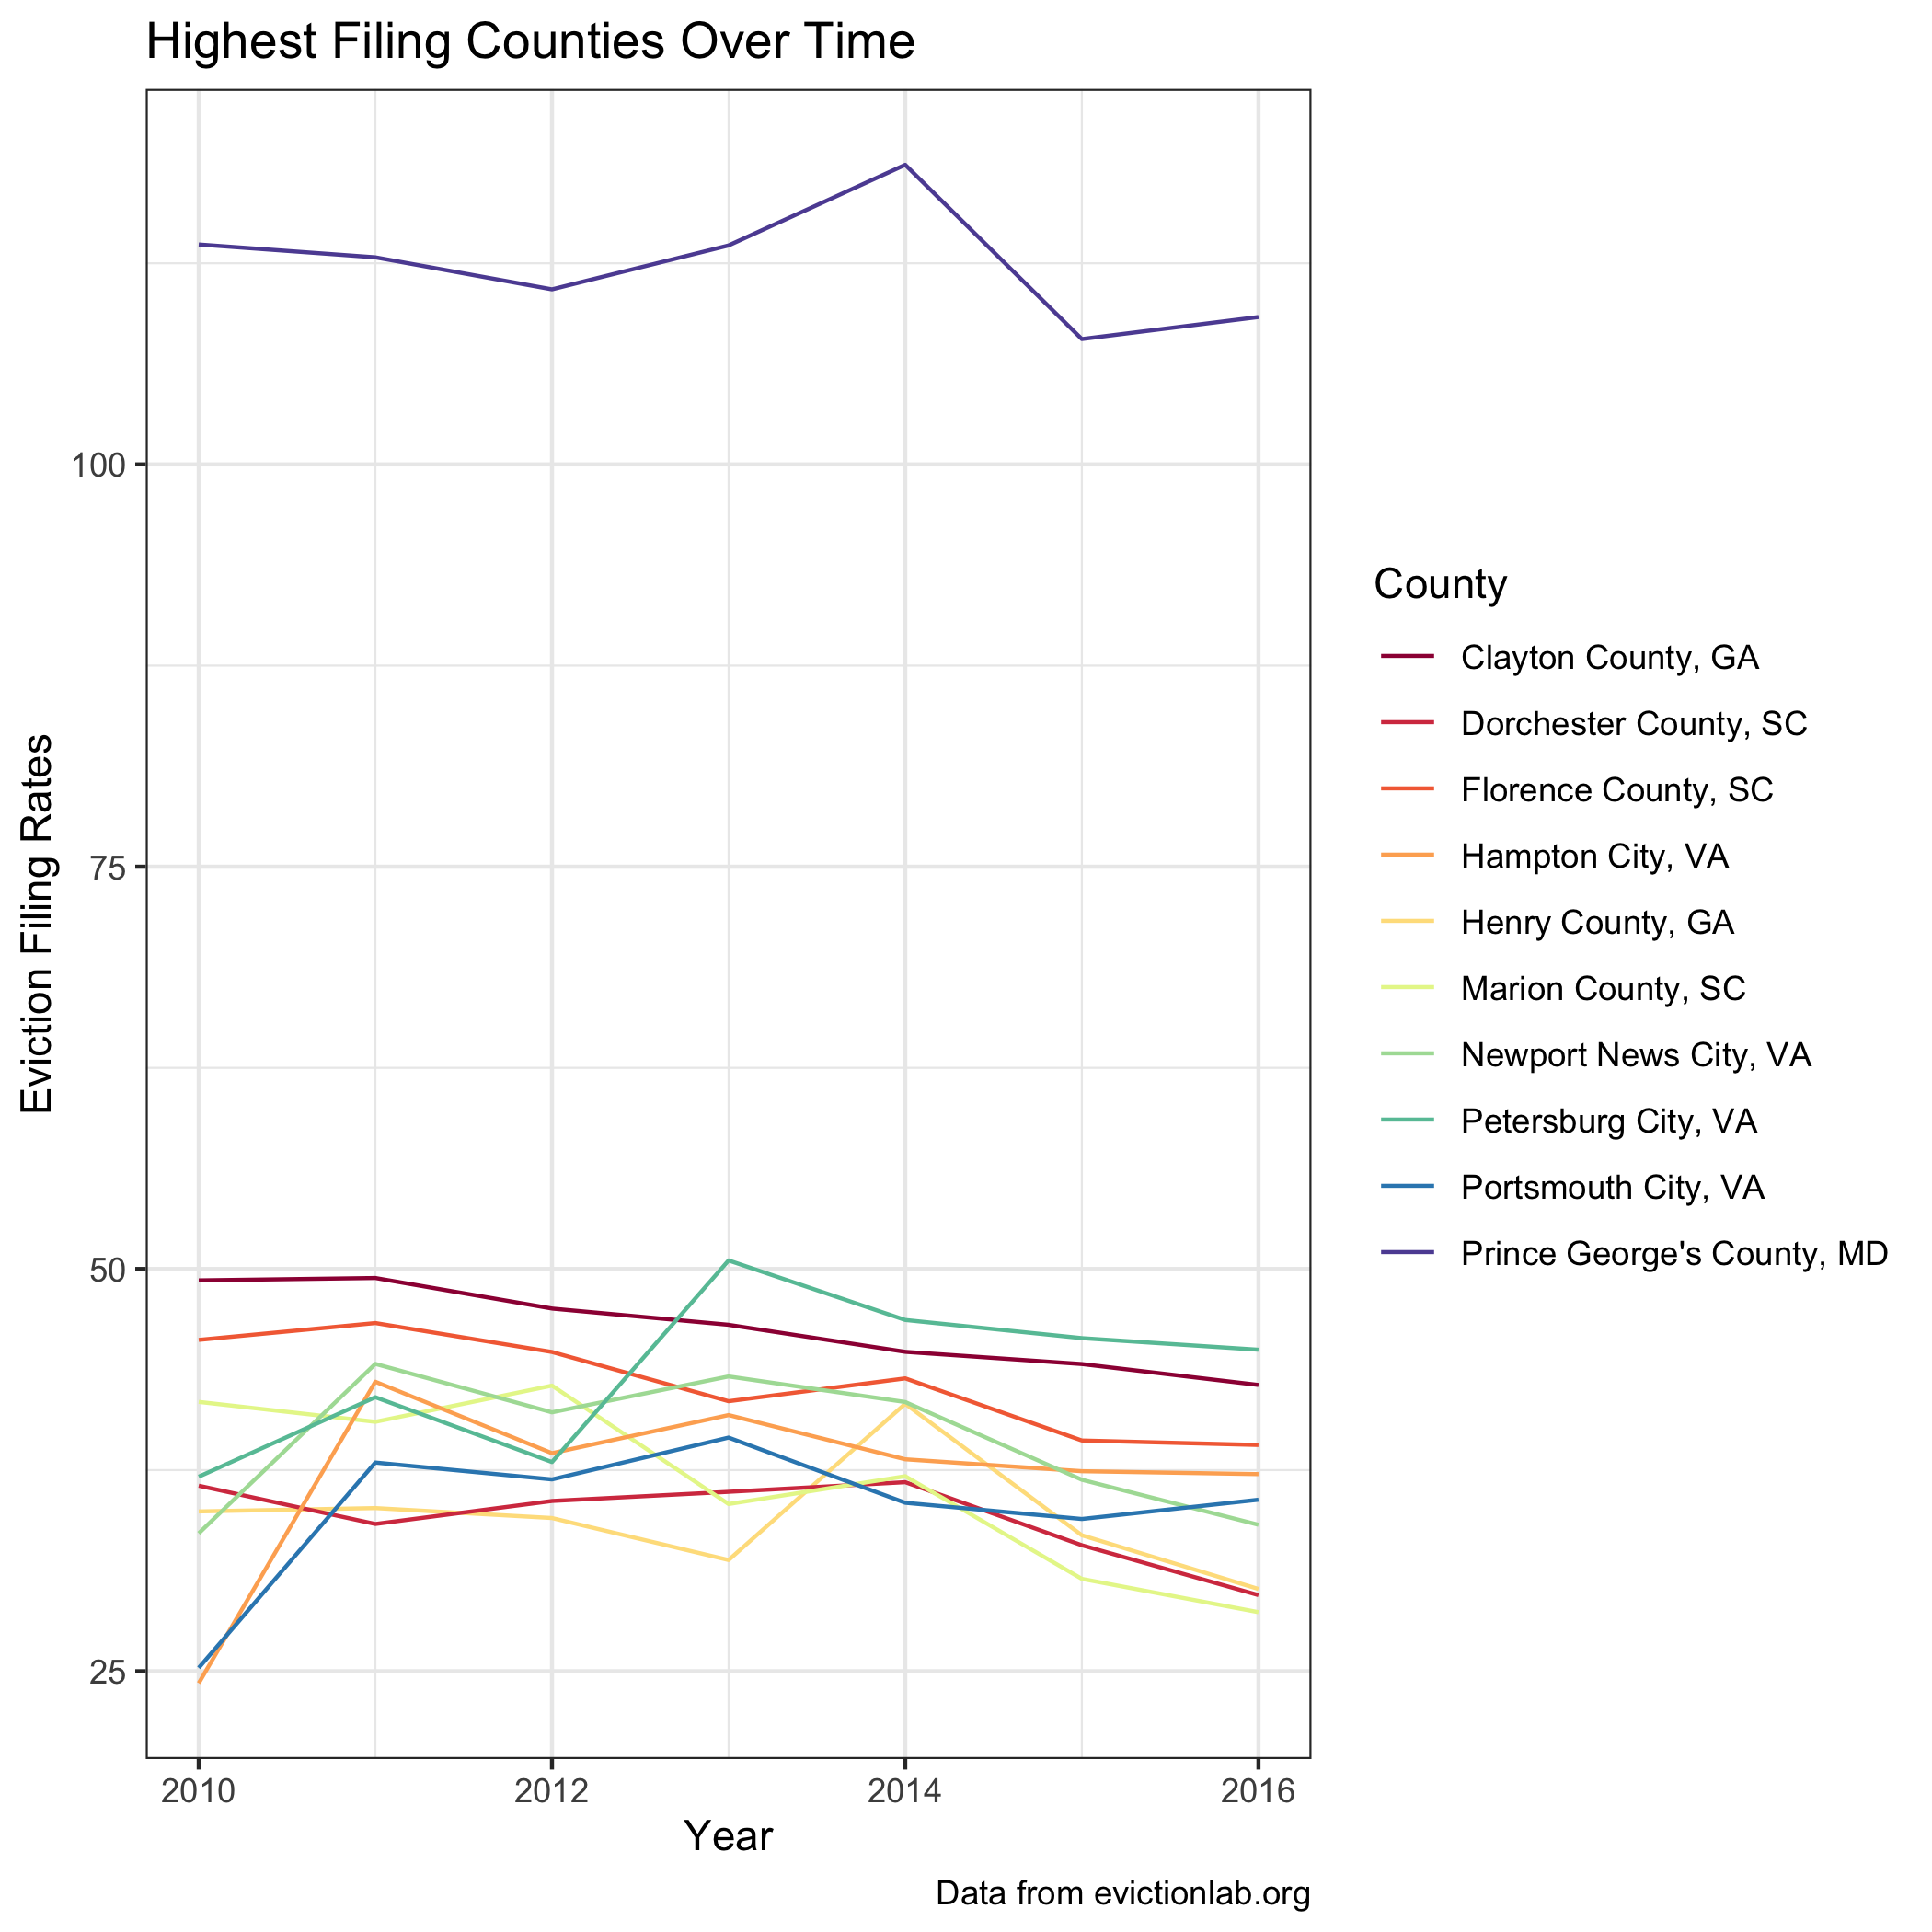 Highest Filing Counties Over Time
Eviction Filing Rates
100
75
50
25
2010 2012 2014 2016
Year
County
Clayton County, GA
Dorchester County, SC
Florence County, SC
Hampton City, VA
Henry County, GA
Marion County, SC
Newport News City, VA
Petersburg City, VA
Portsmouth City, VA
Prince George's County, MD
Data from evictionlab.org